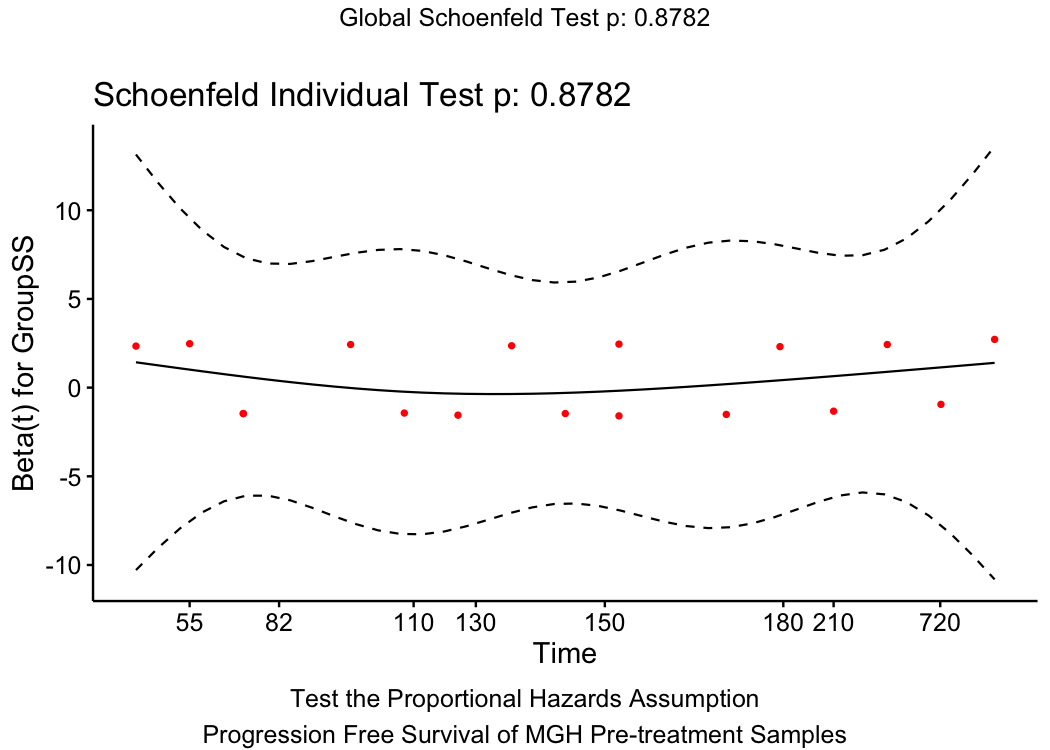 Global Schoenfeld Test p: 0.8782
Schoenfeld Individual Test p: 0.8782
Beta(t) for GroupSS
10
5
0
-5
-10
55 82 110 130 150 180 210 720
Time
Test the Proportional Hazards Assumption
Progression Free Survival of MGH Pre-treatment Samples